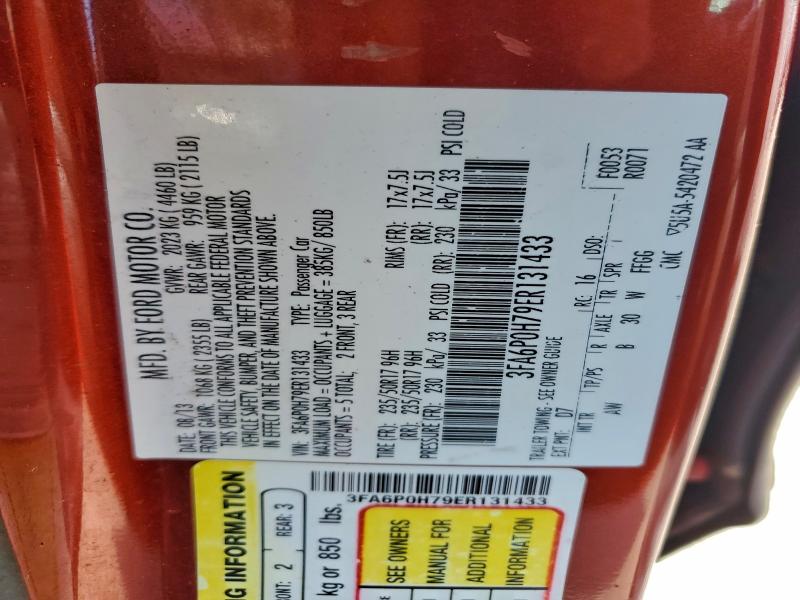 MFD. BY FORD MOTOR CO.
DATE: 08/13 GVWR: 2023 KG ( 4460 LB)
FRONT GAWR: 1068 KG ( 2355 LB) REAR GAWR: 959 KG ( 2115 LB)
THIS VEHICLE CONFORMS TO ALL APPLICABLE FEDERAL MOTOR
VEHICLE SAFETY, BUMPER, AND THEFT PREVENTION STANDARDS
IN EFFECT ON THE DATE OF MANUFACTURE SHOWN ABOVE.
VIN: 3FA6P0H79ER131433 TYPE: Passenger Car
MAXIMUM LOAD = OCCUPANTS + LUGGAGE = 385KG/ 850LB
OCCUPANTS = 5 TOTAL; 2 FRONT, 3 REAR
TIRE (FR): 235/50R17 96H RIMS (FR): 17x7.5J
(RR): 235/50R17 96H (RR): 17x7.5J
PRESSURE (FR): 230 kPa/ 33 PSI COLD (RR): 230 kPa/ 33 PSI COLD
3FA6P0H79ER131433
TRAILER TOWING - SEE OWNER GUIDE
EXT PNT: D7 RC: 16 DSO: F0053
R0071
INT TR TP/PS R AXLE TR SPR
AW B 30 W FFGG
5U5A-5420472 AA
3FA6P0H79ER131433
G INFORMATION
ONT: 2 REAR: 3
kg or 850 lbs.
SEE OWNERS
MANUAL FOR
ADDITIONAL
INFORMATION